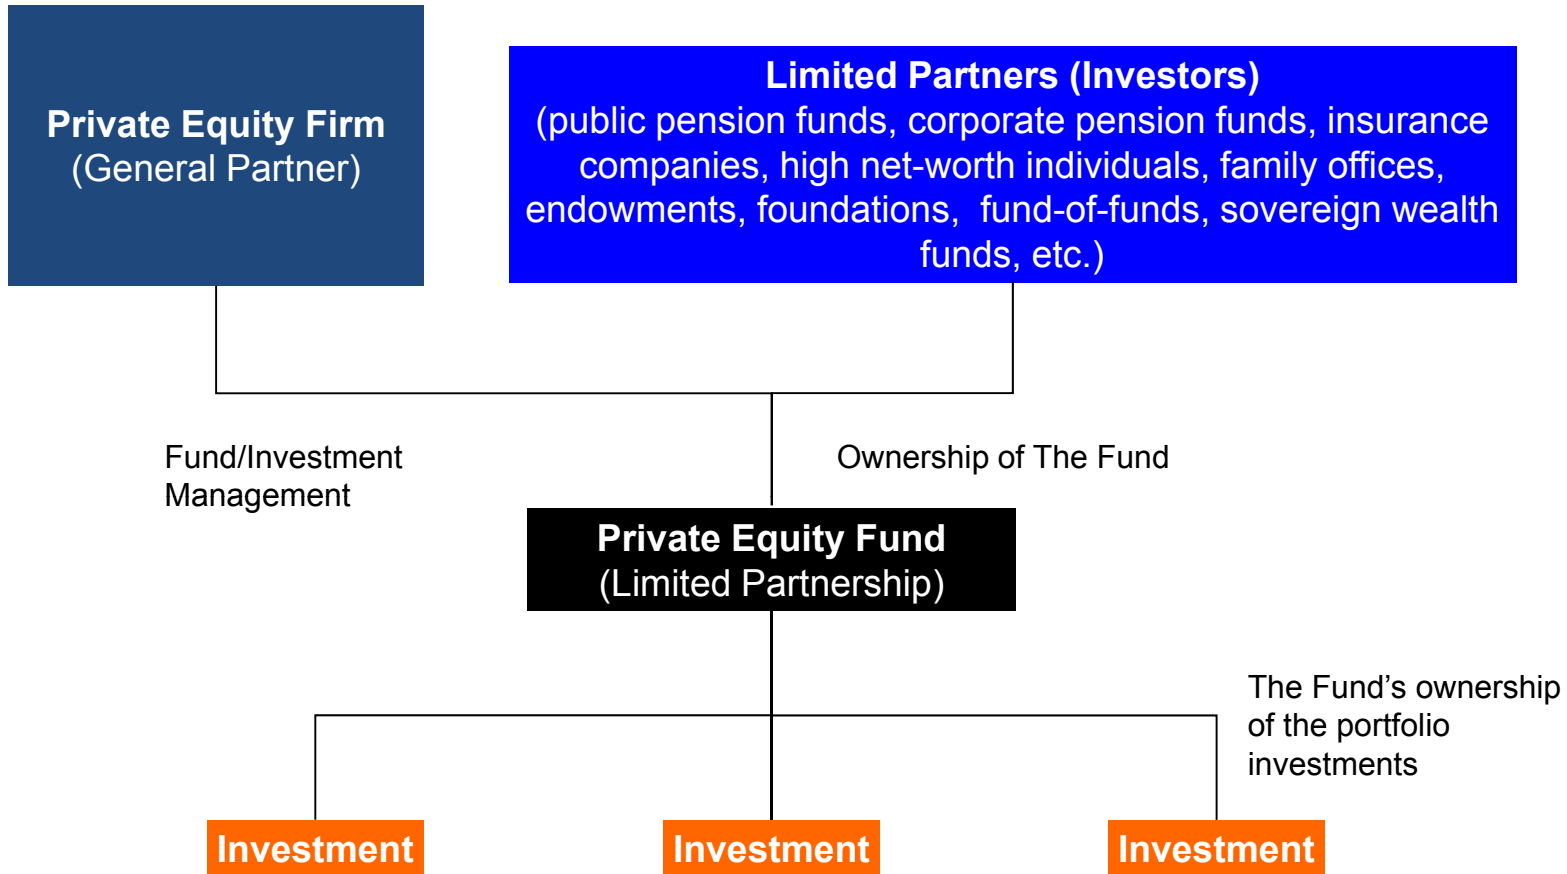 Private Equity Firm
(General Partner)
Limited Partners (Investors)
(public pension funds, corporate pension funds, insurance
companies, high net-worth individuals, family offices,
endowments, foundations,  fund-of-funds, sovereign wealth
funds, etc.)
Fund/Investment
Management
Ownership of The Fund
Private Equity Fund
(Limited Partnership)
The Fund’s ownership
of the portfolio
investments
Investment
Investment
Investment